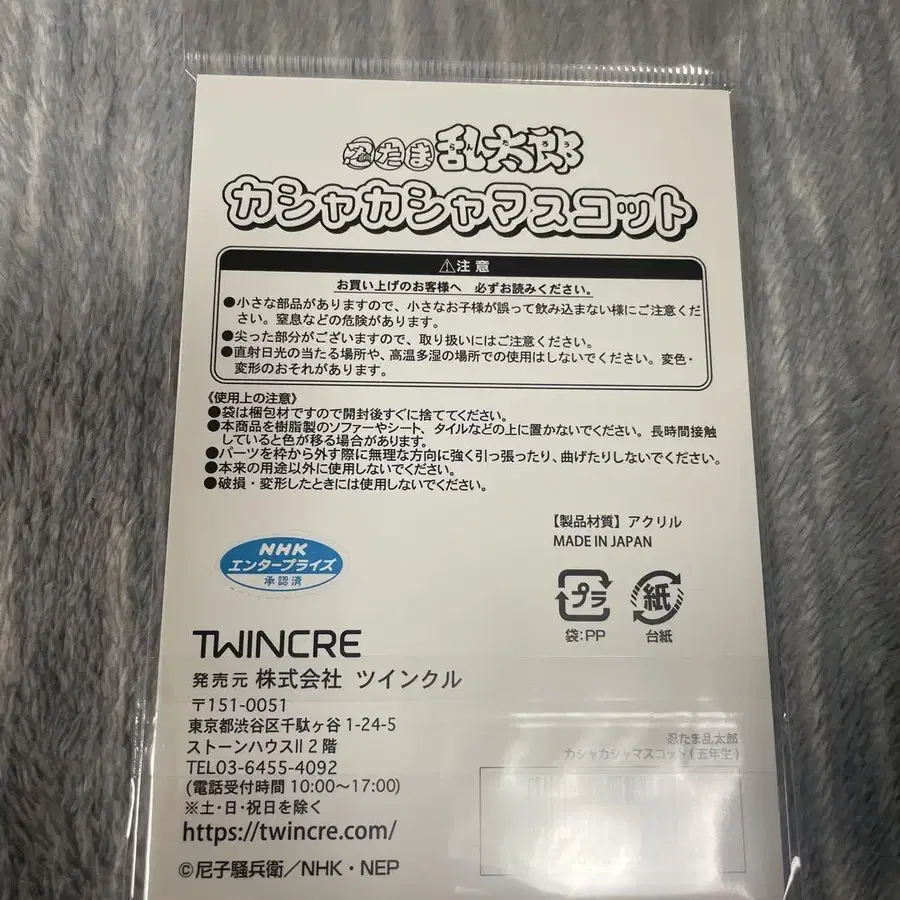 忍たま乱太郎
らんたろう
カシャカシャマスコット
⚠注意
お買い上げのお客様へ 必ずお読みください。
●小さな部品がありますので、小さなお子様が誤って飲み込まない様にご注意くだ
さい。窒息などの危険があります。
●尖った部分がございますので、取り扱いにはご注意ください。
●直射日光の当たる場所や、高温多湿の場所での使用はしないでください。変色・
変形のおそれがあります。
《使用上の注意》
●袋は梱包材ですので開封後すぐに捨ててください。
●本商品を樹脂製のソファーやシート、タイルなどの上に置かないでください。長時間接触
していると色が移る場合があります。
●パーツを枠から外す際に無理な方向に強く引っ張ったり、曲げたりしないでください。
●本来の用途以外に使用しないでください。
●破損・変形したときには使用しないでください。
【製品材質】アクリル
MADE IN JAPAN
NHK
エンタープライズ
承認済
プラ
袋:PP
紙
台紙
TWINCRE
発売元 株式会社 ツインクル
〒151-0051
東京都渋谷区千駄ヶ谷 1-24-5
ストーンハウスⅡ 2 階
TEL03-6455-4092
(電話受付時間 10:00〜17:00)
※土・日・祝日を除く
https://twincre.com/
©尼子騒兵衛/NHK・NEP
忍たま乱太郎
カシャカシャマスコット(五年生)